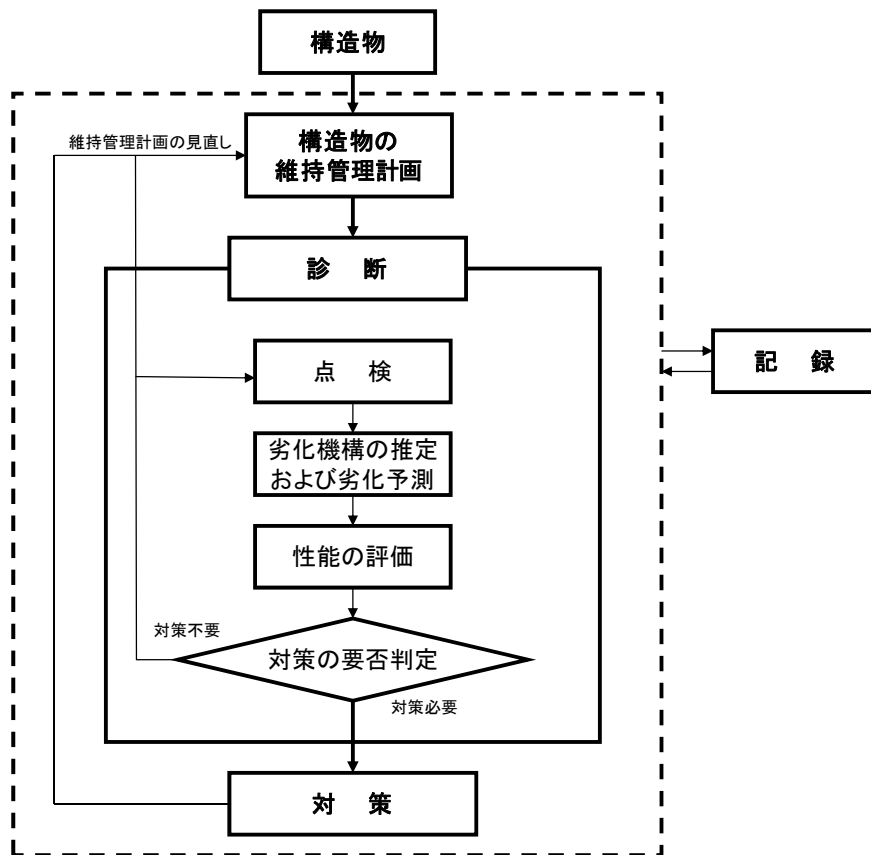 構造物
維持管理計画の見直し
構造物の
維持管理計画
診 断
点 検
記 録
劣化機構の推定
および劣化予測
性能の評価
対策不要
対策の要否判定
対策必要
対 策